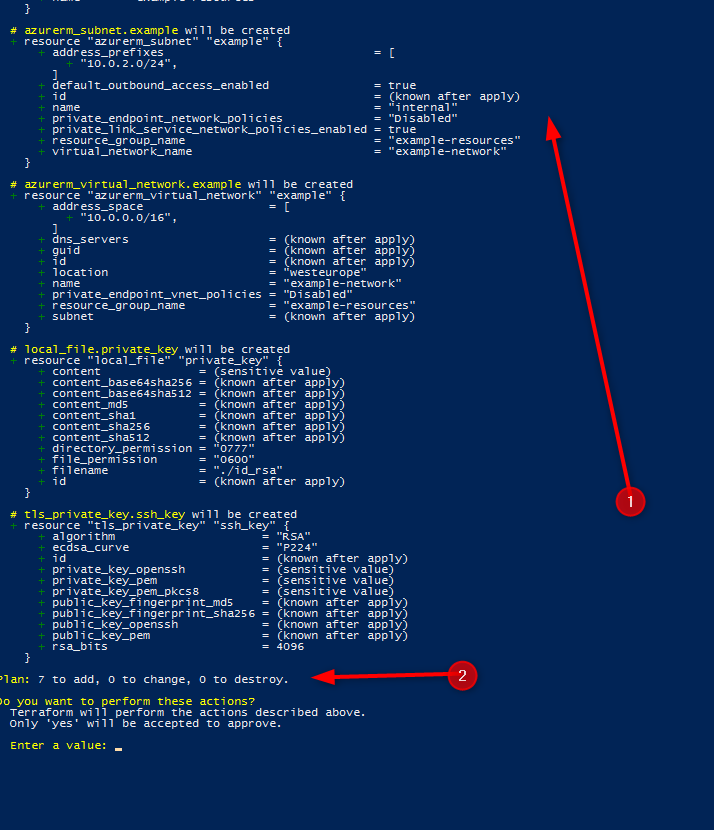 }
# azurerm_subnet.example will be created
+ resource "azurerm_subnet" "example" {
+ address_prefixes = [
+ "10.0.2.0/24",
]
+ default_outbound_access_enabled = true
+ id = (known after apply)
+ name = "internal"
+ private_endpoint_network_policies = "Disabled"
+ private_link_service_network_policies_enabled = true
+ resource_group_name = "example-resources"
+ virtual_network_name = "example-network"
}
# azurerm_virtual_network.example will be created
+ resource "azurerm_virtual_network" "example" {
+ address_space = [
+ "10.0.0.0/16",
]
+ dns_servers = (known after apply)
+ guid = (known after apply)
+ id = (known after apply)
+ location = "westeurope"
+ name = "example-network"
+ private_endpoint_vnet_policies = "Disabled"
+ resource_group_name = "example-resources"
+ subnet = (known after apply)
}
# local_file.private_key will be created
+ resource "local_file" "private_key" {
+ content = (sensitive value)
+ content_base64sha256 = (known after apply)
+ content_base64sha512 = (known after apply)
+ content_md5 = (known after apply)
+ content_sha1 = (known after apply)
+ content_sha256 = (known after apply)
+ content_sha512 = (known after apply)
+ directory_permission = "0777"
+ file_permission = "0600"
+ filename = "./id_rsa"
+ id = (known after apply)
}
1
# tls_private_key.ssh_key will be created
+ resource "tls_private_key" "ssh_key" {
+ algorithm = "RSA"
+ ecdsa_curve = "P224"
+ id = (known after apply)
+ private_key_openssh = (sensitive value)
+ private_key_pem = (sensitive value)
+ private_key_pem_pkcs8 = (sensitive value)
+ public_key_fingerprint_md5 = (known after apply)
+ public_key_fingerprint_sha256 = (known after apply)
+ public_key_openssh = (known after apply)
+ public_key_pem = (known after apply)
+ rsa_bits = 4096
}
Plan: 7 to add, 0 to change, 0 to destroy.
2
Do you want to perform these actions?
Terraform will perform the actions described above.
Only 'yes' will be accepted to approve.
Enter a value: _